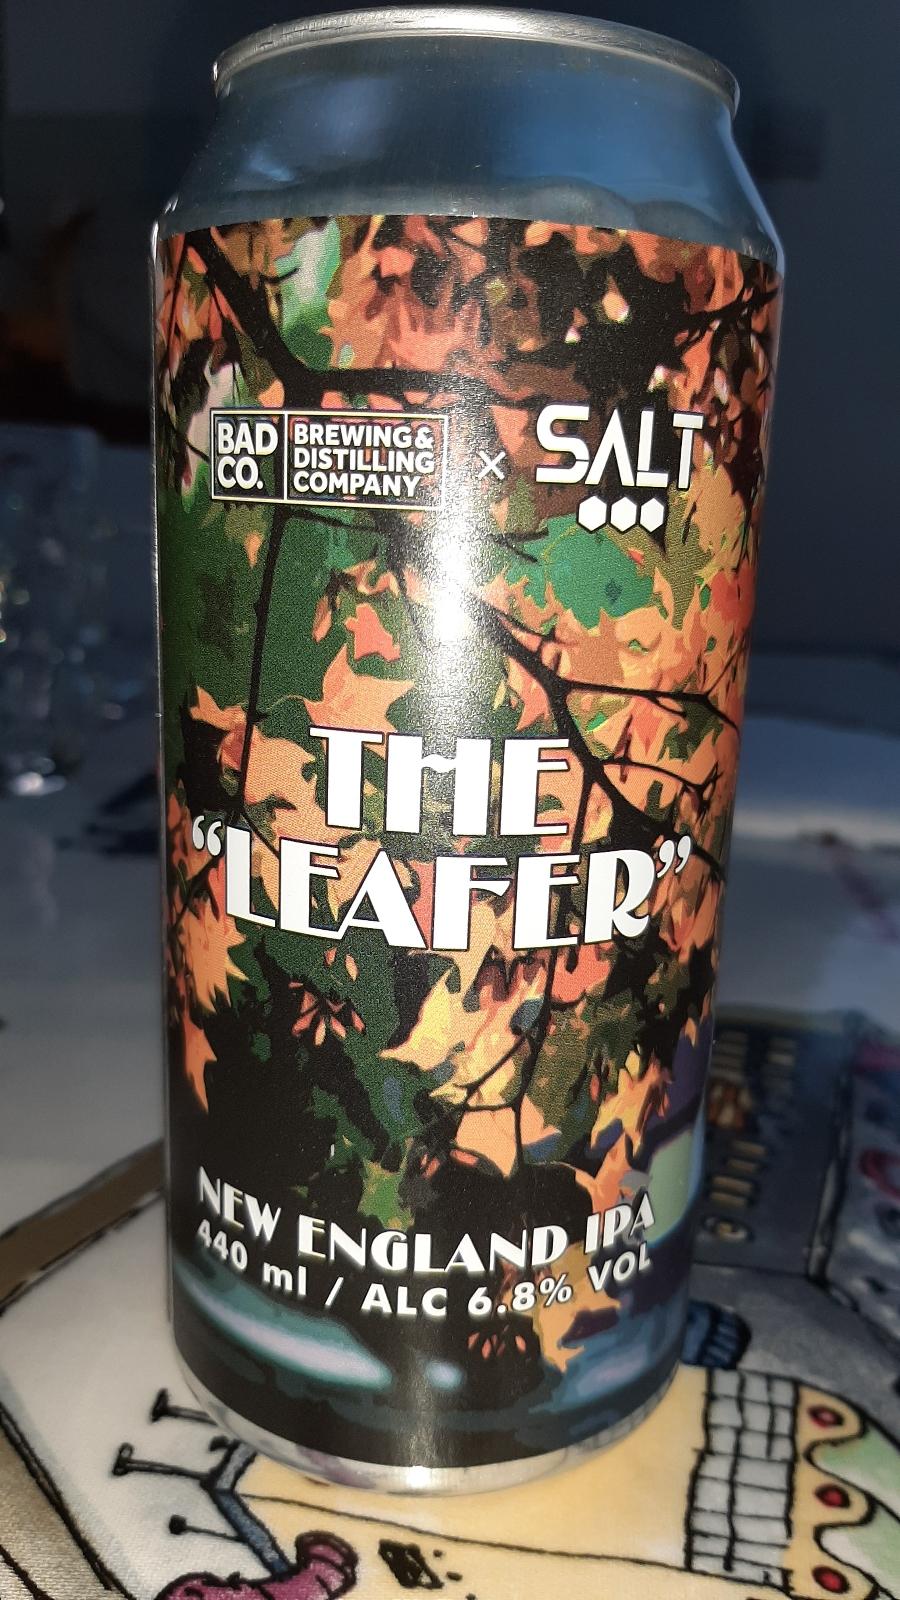 BAD
CO.
BREWING &
DISTILLING
COMPANY
×
SALT
THE
“LEAFER”
NEW ENGLAND IPA
440 ml / ALC 6.8% VOL